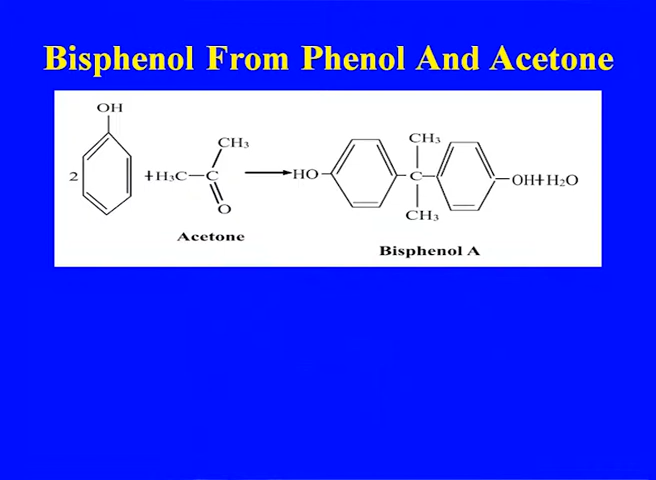 Bisphenol From Phenol And Acetone
OH
CH₃
CH₃
2 +H₃C-C HO C OH+H₂O
O
CH₃
Acetone
Bisphenol A